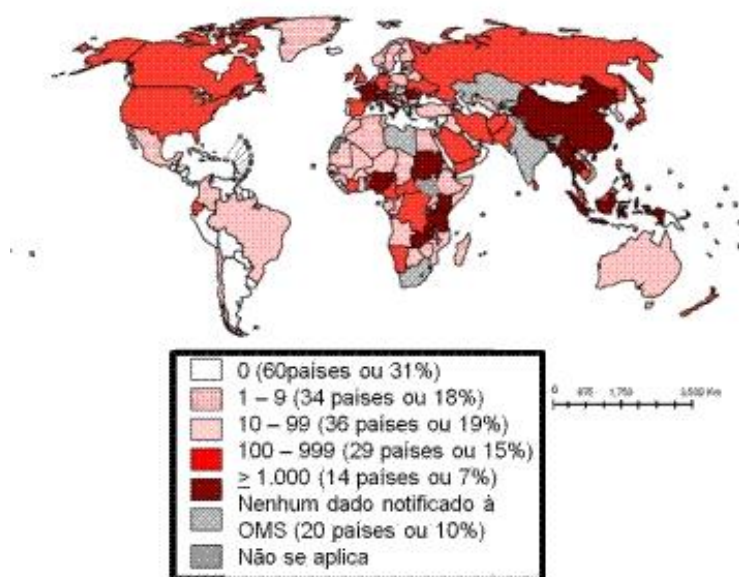 0 (60países ou 31%)
1 – 9 (34 países ou 18%)
10 – 99 (36 países ou 19%)
100 – 999 (29 países ou 15%)
≥ 1.000 (14 países ou 7%)
Nenhum dado notificado à
OMS (20 países ou 10%)
Não se aplica
0